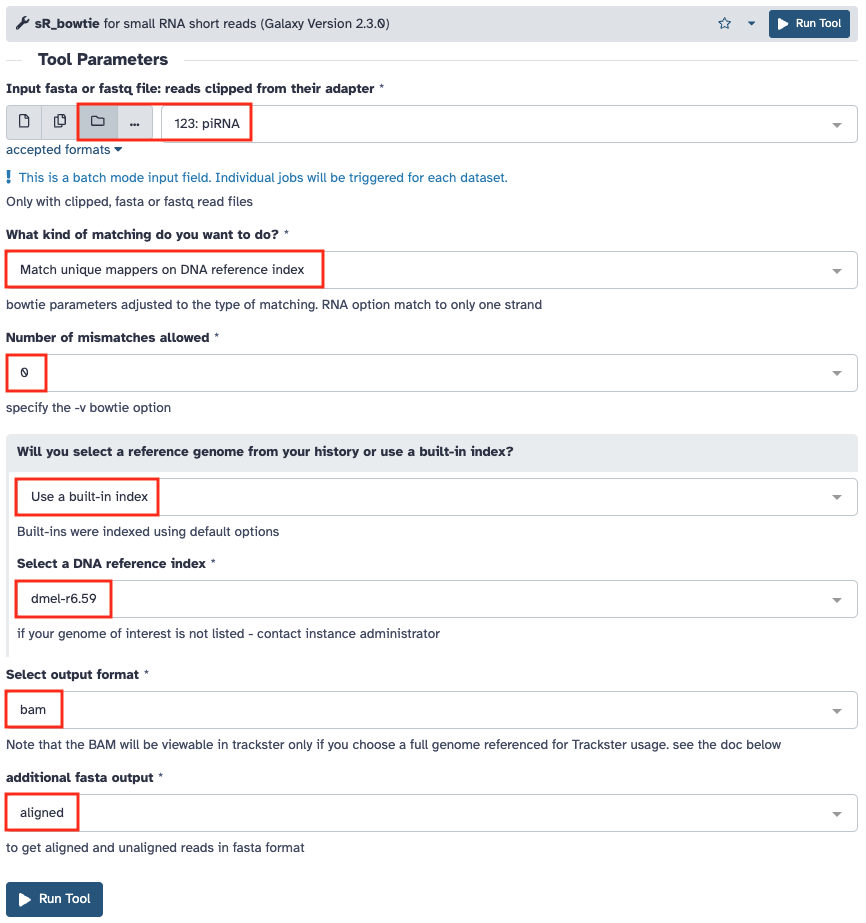 sR_bowtie for small RNA short reads (Galaxy Version 2.3.0)
Run Tool
Tool Parameters
Input fasta or fastq file: reads clipped from their adapter *
... 123: piRNA
accepted formats
! This is a batch mode input field. Individual jobs will be triggered for each dataset.
Only with clipped, fasta or fastq read files
What kind of matching do you want to do? *
Match unique mappers on DNA reference index
bowtie parameters adjusted to the type of matching. RNA option match to only one strand
Number of mismatches allowed *
0
specify the -v bowtie option
Will you select a reference genome from your history or use a built-in index?
Use a built-in index
Built-ins were indexed using default options
Select a DNA reference index *
dmel-r6.59
if your genome of interest is not listed - contact instance administrator
Select output format *
bam
Note that the BAM will be viewable in trackster only if you choose a full genome referenced for Trackster usage. see the doc below
additional fasta output *
aligned
to get aligned and unaligned reads in fasta format
Run Tool